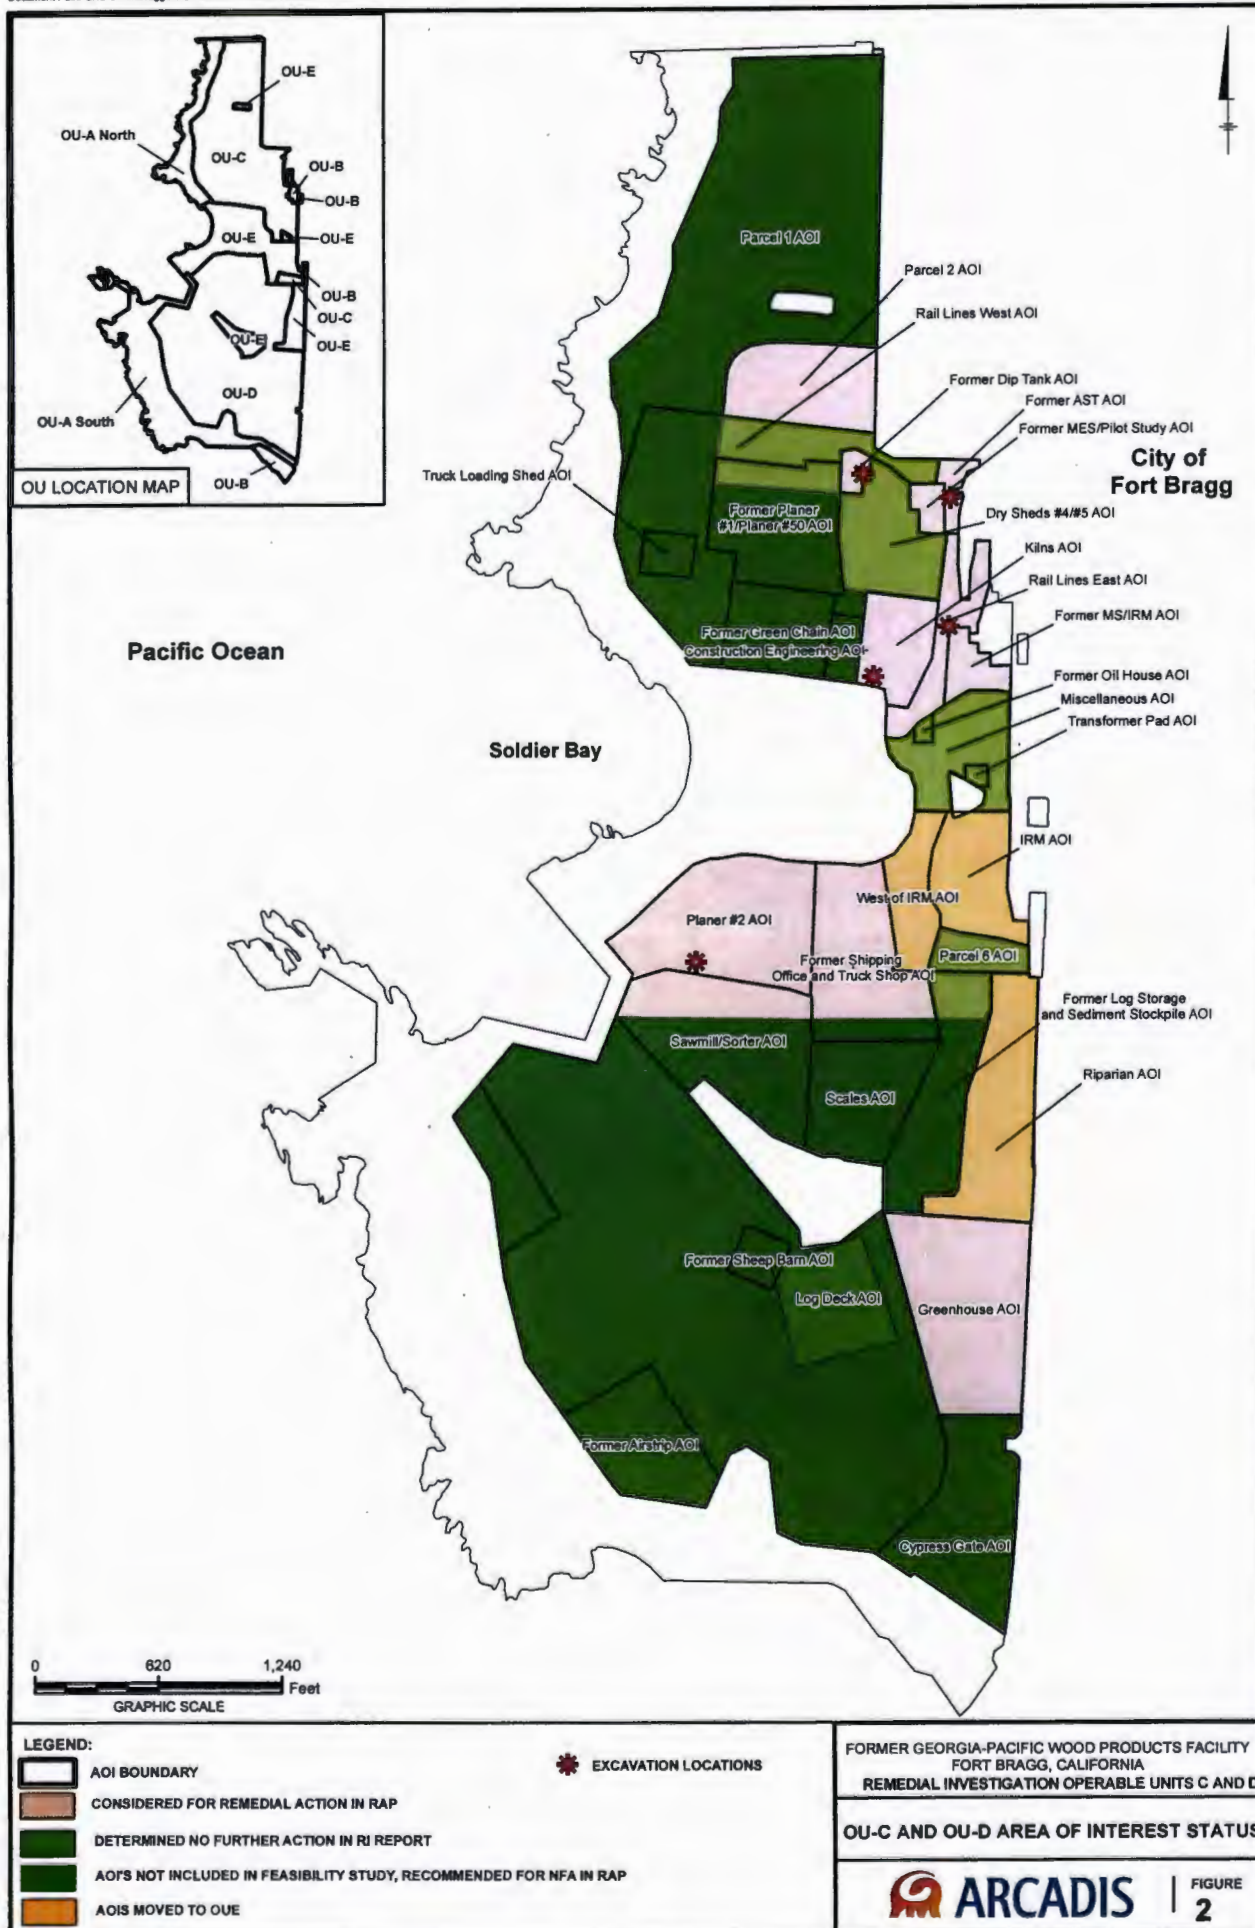 OU-E
OU-A North
OU-C
OU-B
OU-B
OU-E
OU-E
OU-B
OU-C
OU-E
OU-E
OU-D
OU-A South
OU-B
OU LOCATION MAP
Parcel 1 AOI
Parcel 2 AOI
Rail Lines West AOI
Former Dip Tank AOI
Former AST AOI
Former MES/Pilot Study AOI
City of
Fort Bragg
Truck Loading Shed AOI
Former Planer
#1/Planer #50 AOI
Dry Sheds #4/#5 AOI
Kilns AOI
Rail Lines East AOI
Former MS/IRM AOI
Former Green Chain AOI
Construction Engineering AOI
Pacific Ocean
Former Oil House AOI
Miscellaneous AOI
Transformer Pad AOI
Soldier Bay
IRM AOI
West of IRM AOI
Planer #2 AOI
Former Shipping
Office and Truck Shop AOI
Parcel 6 AOI
Former Log Storage
and Sediment Stockpile AOI
Sawmill/Sorter AOI
Scales AOI
Riparian AOI
Former Sheep Barn AOI
Log Deck AOI
Greenhouse AOI
Former Airstrip AOI
Cypress Gate AOI
0 620 1,240
Feet
GRAPHIC SCALE
LEGEND:
AOI BOUNDARY
EXCAVATION LOCATIONS
CONSIDERED FOR REMEDIAL ACTION IN RAP
DETERMINED NO FURTHER ACTION IN RI REPORT
AOI'S NOT INCLUDED IN FEASIBILITY STUDY, RECOMMENDED FOR NFA IN RAP
AOIS MOVED TO OUE
FORMER GEORGIA-PACIFIC WOOD PRODUCTS FACILITY
FORT BRAGG, CALIFORNIA
REMEDIAL INVESTIGATION OPERABLE UNITS C AND D
OU-C AND OU-D AREA OF INTEREST STATUS
ARCADIS
FIGURE
2